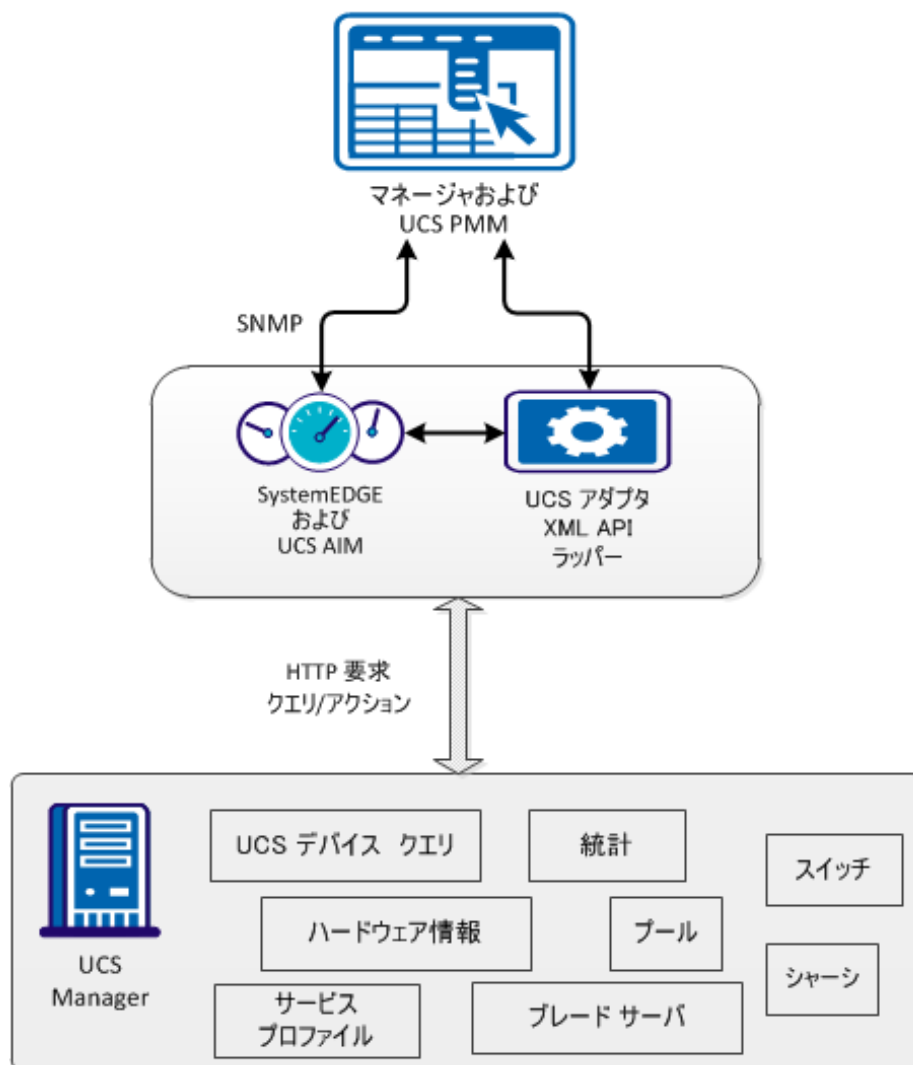 マネージャおよび
UCS PMM
SNMP
SystemEDGE
および
UCS AIM
UCS アダプタ
XML API
ラッパー
HTTP 要求
クエリ/アクション
UCS
Manager
UCS デバイス クエリ
統計
スイッチ
ハードウェア情報
プール
シャーシ
サービス
プロファイル
ブレード サーバ